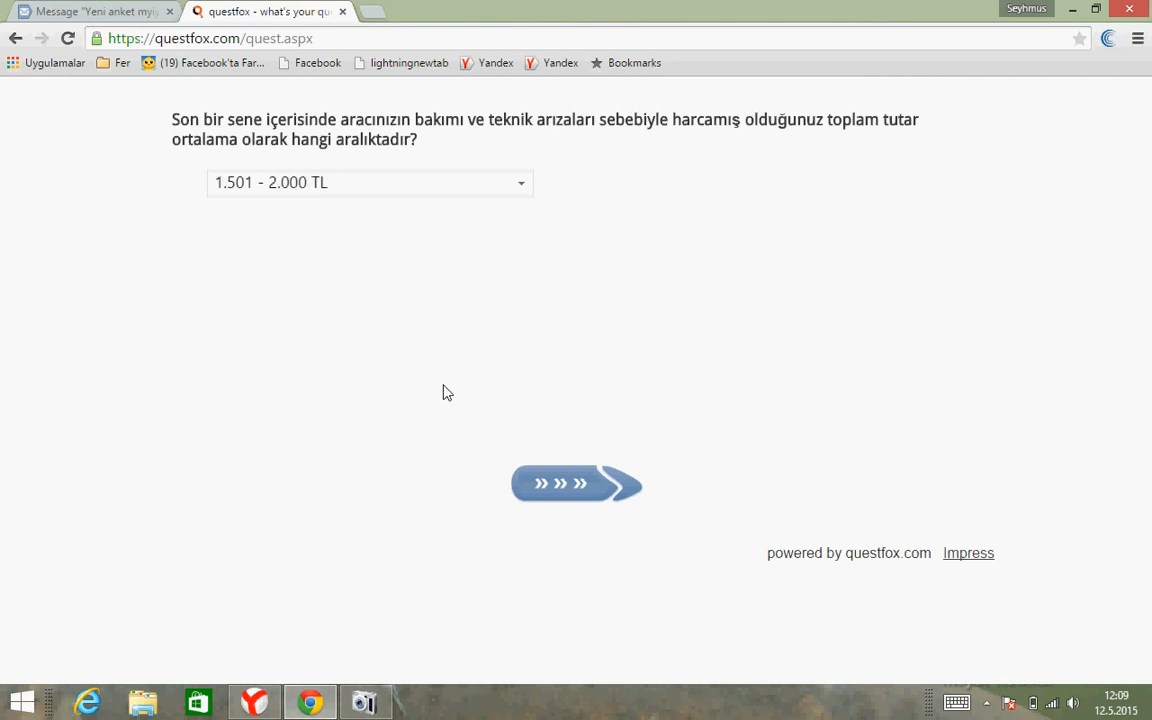 Message "Yeni anket
questfox - what's your qu
Seyhmus
https://questfox.com/quest.aspx
Uygulamalar Fer (19) Facebook'ta Far... Facebook lightningnewtab Yandex Yandex Bookmarks
Son bir sene içerisinde aracınızın bakımı ve teknik arızaları sebebiyle harcamış olduğunuz toplam tutar
ortalama olarak hangi aralıktadır?
1.501 - 2.000 TL
powered by questfox.com Impress
12:09
12.5.2015